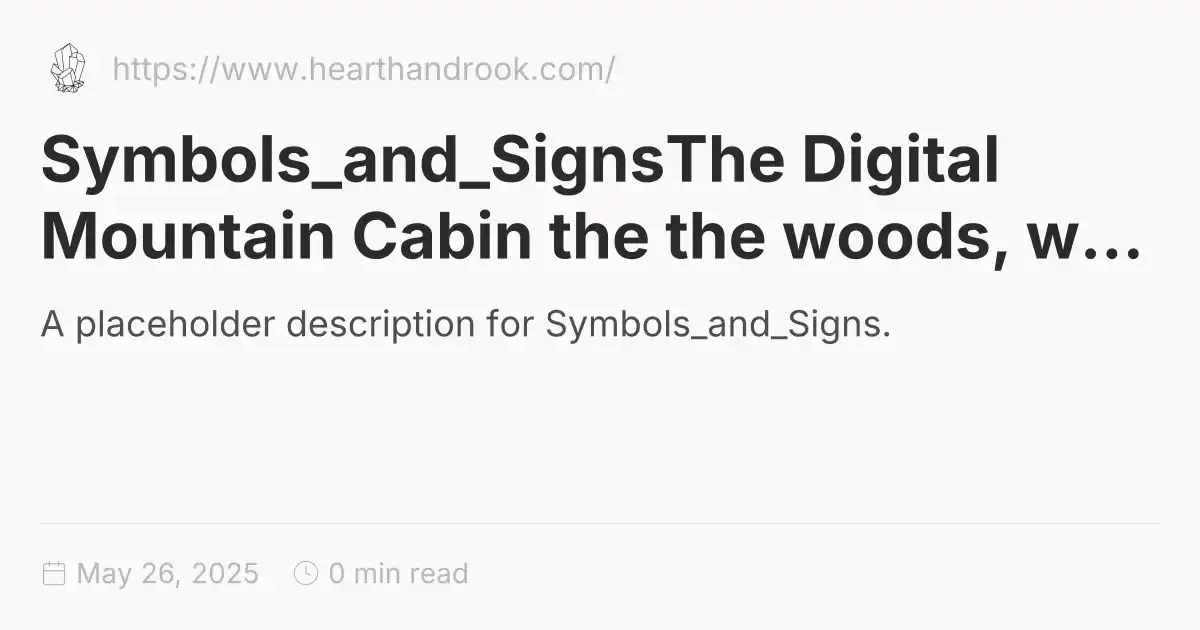 https://www.hearthandrook.com/
Symbols_and_SignsThe Digital
Mountain Cabin the the woods, w...
A placeholder description for Symbols_and_Signs.
May 26, 2025 0 min read